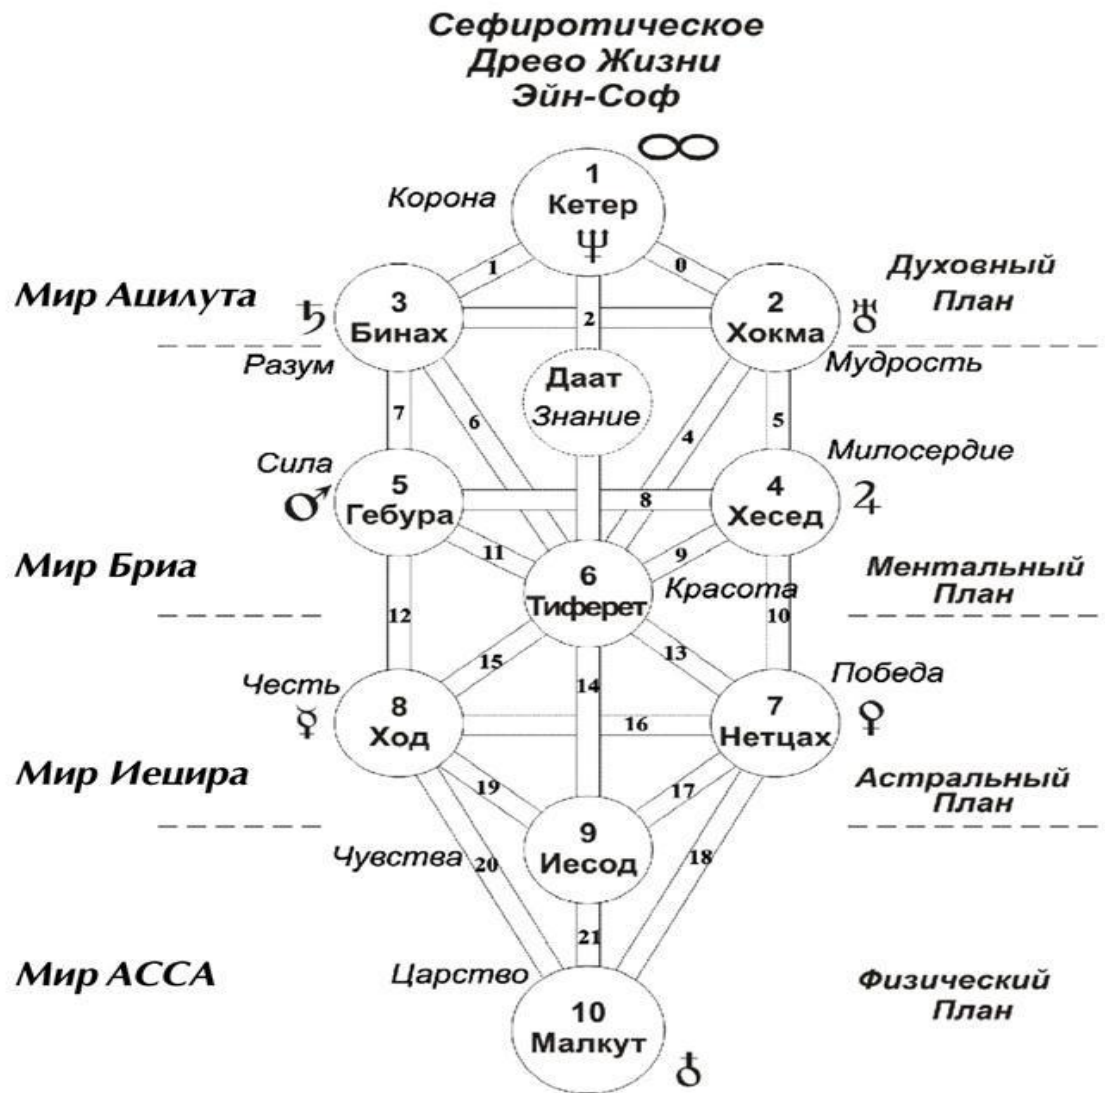 Сефиротическое
Древо Жизни
Эйн-Соф
1
Корона
Кетер
1
0
Мир Ацилута
3
Бинах
2
2
Хокма
Духовный
План
Разум
Даат
Знание
Мудрость
7
6
4
5
Сила
Милосердие
5
Гебура
8
4
Хесед
11
9
Мир Бриа
6
Тиферет
Красота
Ментальный
План
12
10
15
13
Честь
14
Победа
8
Ход
16
7
Нетцах
Мир Иецира
19
17
Астральный
План
Чувства
20
9
Иесод
18
21
Мир АССА
Царство
Физический
План
10
Малкут